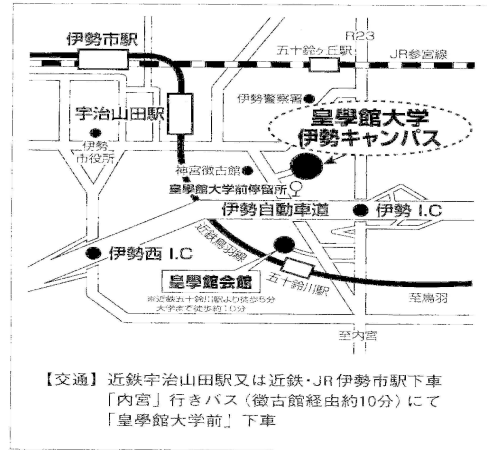 伊勢市駅
五十鈴ヶ丘駅
R23
JR参宮線
伊勢警察署
宇治山田駅
皇學館大学
伊勢キャンパス
伊勢
市役所
神宮徴古館
皇學館大学前停留所
伊勢自動車道
伊勢 I.C
伊勢西 I.C
近鉄鳥羽線
皇學館会館
五十鈴川駅
※近鉄五十鈴川駅より徒歩5分
大学まで徒歩約10分
至鳥羽
至内宮
【交通】近鉄宇治山田駅又は近鉄・JR伊勢市駅下車
「内宮」行きバス(徴古館経由約10分)にて
「皇學館大学前」下車